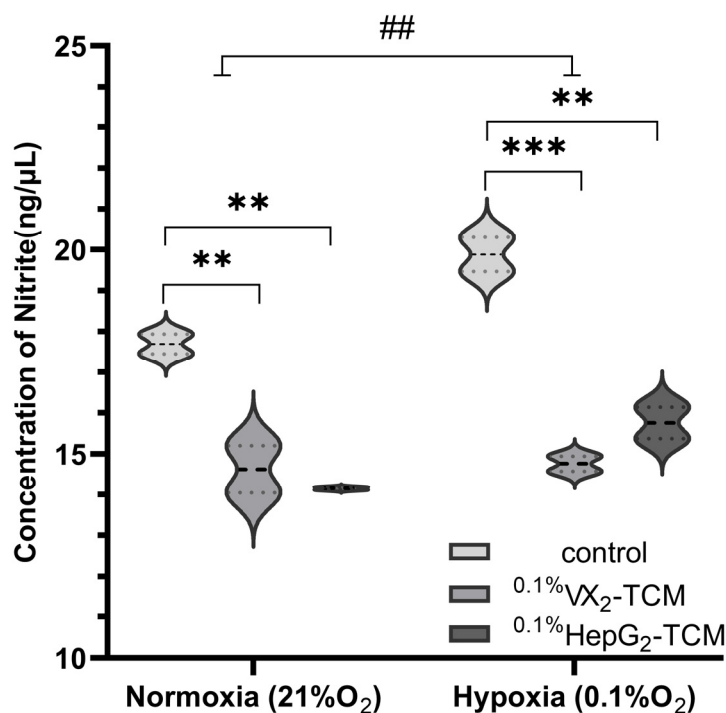 ##
25
**
***
**
**
20
15
10
Concentration of Nitrite(ng/μL)
control
0.1%VX2-TCM
0.1%HepG2-TCM
Normoxia (21%O2)
Hypoxia (0.1%O2)